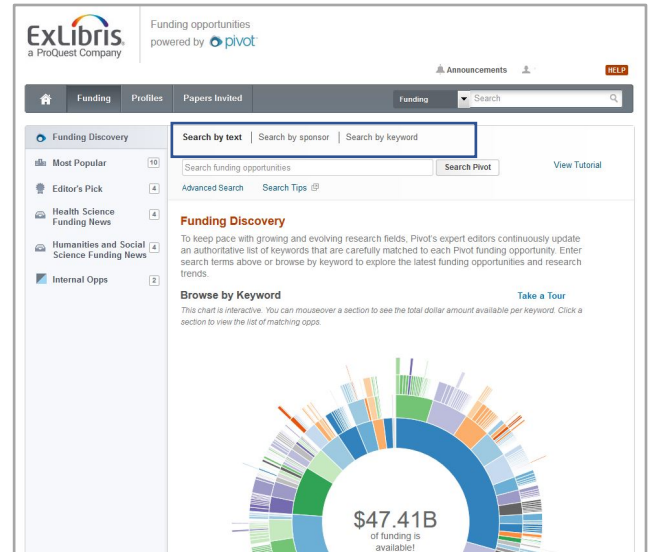 ExLibris®
a ProQuest Company
Funding opportunities
powered by pivot
Announcements
HELP
Funding Profiles Papers Invited
Funding Search
Funding Discovery
Most Popular 10
Editor's Pick 4
Health Science
Funding News 4
Humanities and Social
Science Funding News 4
Internal Opps 2
Search by text | Search by sponsor | Search by keyword
Search funding opportunities Search Pivot View Tutorial
Advanced Search Search Tips
Funding Discovery
To keep pace with growing and evolving research fields, Pivot's expert editors continuously update
an authoritative list of keywords that are carefully matched to each Pivot funding opportunity. Enter
search terms above or browse by keyword to explore the latest funding opportunities and research
trends.
Browse by Keyword Take a Tour
This chart is interactive. You can mouseover a section to see the total dollar amount available per keyword. Click a
section to view the list of matching opps.
$47.41B
of funding is
available!